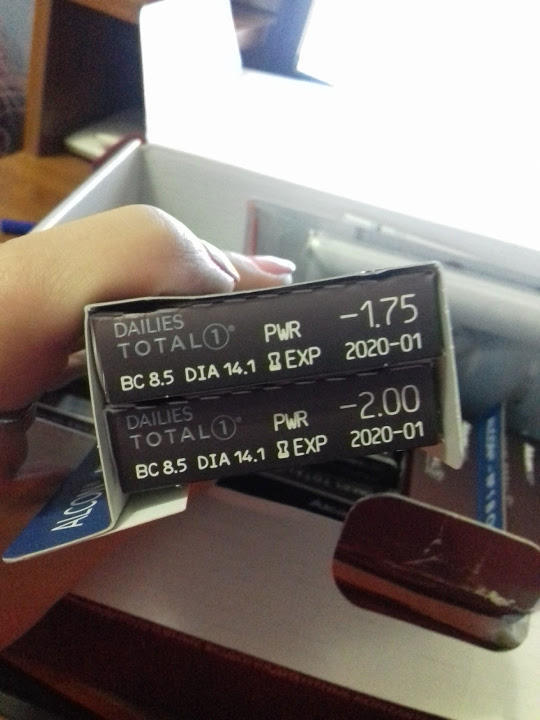 DAILIES
TOTAL1®
PWR -1.75
BC 8.5 DIA 14.1 EXP 2020-01
DAILIES
TOTAL1®
PWR -2.00
BC 8.5 DIA 14.1 EXP 2020-01
ALCO